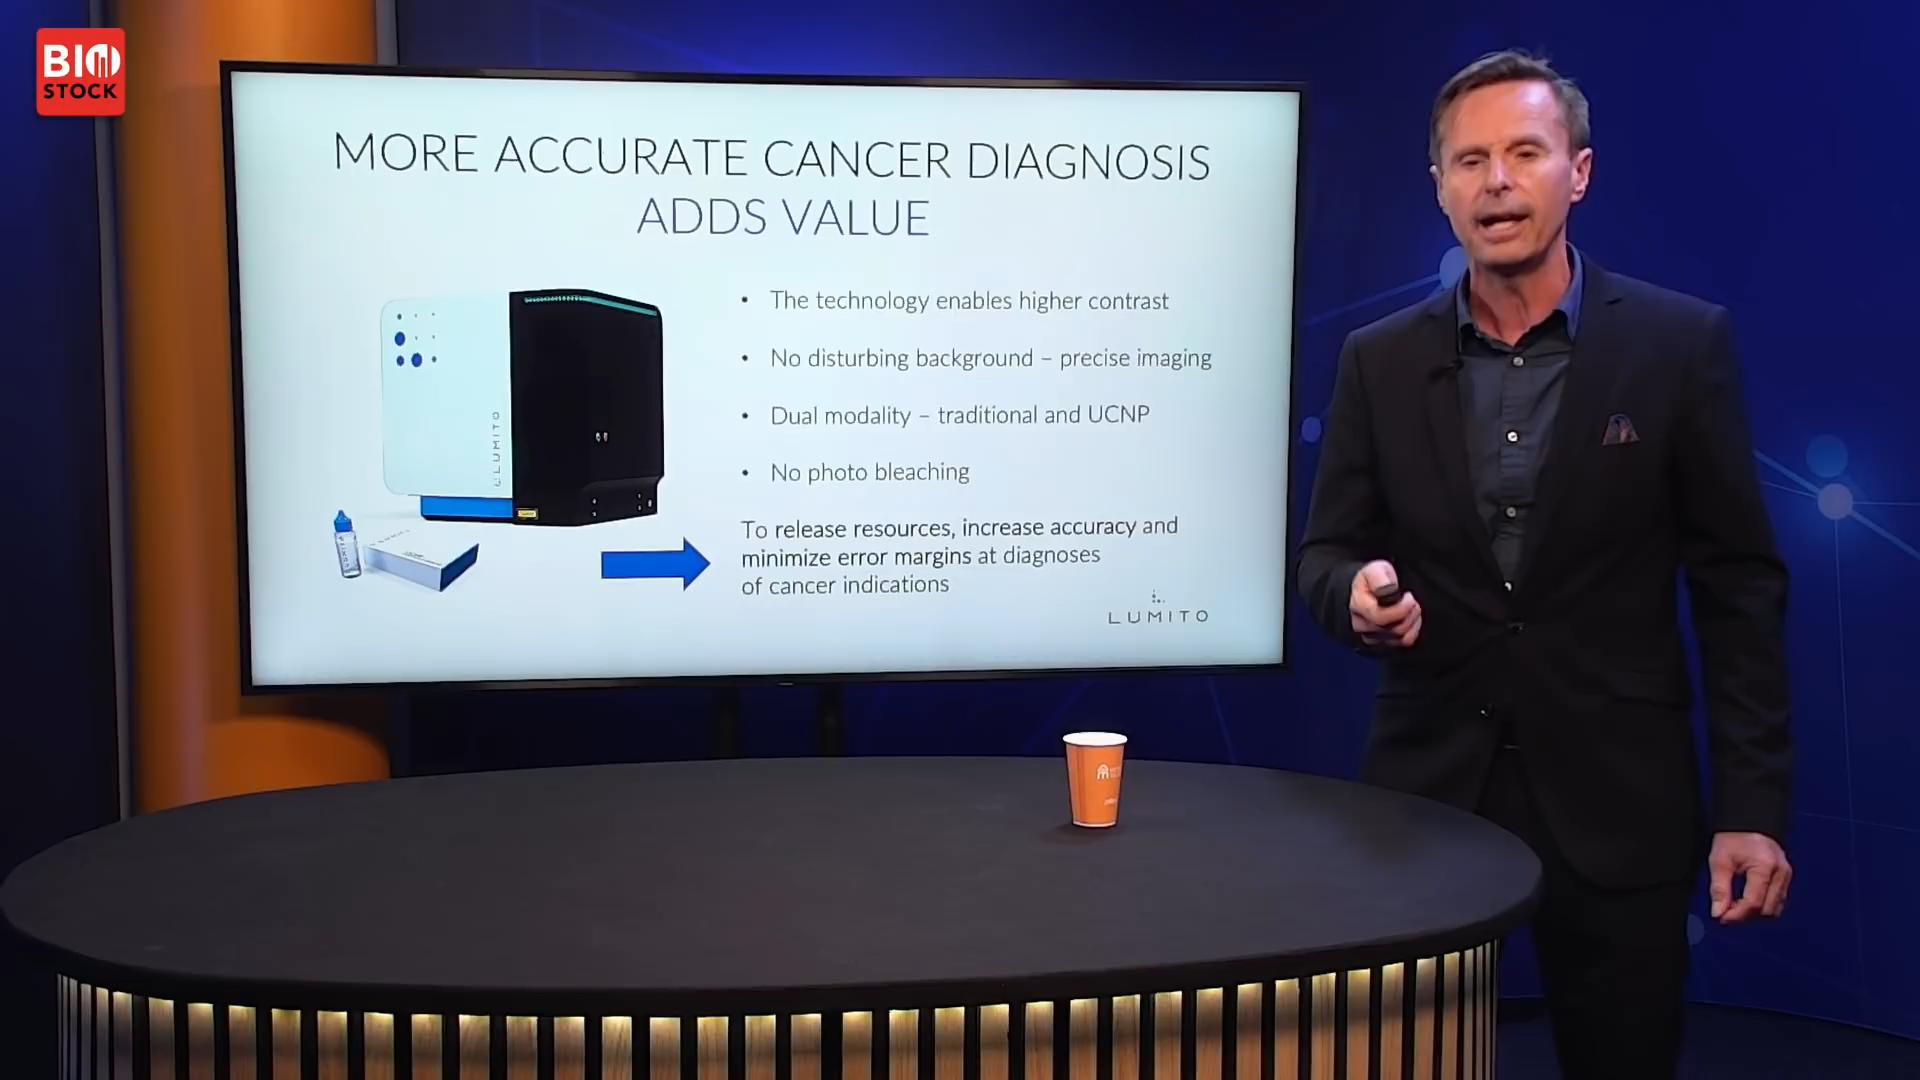 BIO
STOCK
MORE ACCURATE CANCER DIAGNOSIS
ADDS VALUE
• The technology enables higher contrast
• No disturbing background – precise imaging
• Dual modality – traditional and UCNP
• No photo bleaching
To release resources, increase accuracy and
minimize error margins at diagnoses
of cancer indications
LUMITO
LUMITO